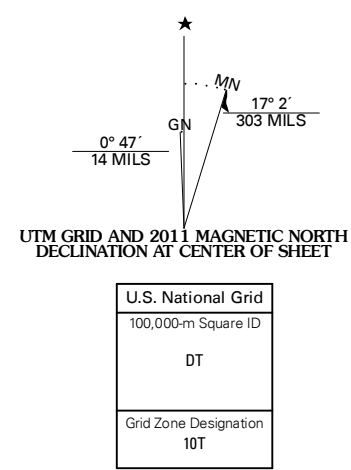 MN
GN
17° 2´
303 MILS
0° 47´
14 MILS
UTM GRID AND 2011 MAGNETIC NORTH
DECLINATION AT CENTER OF SHEET
U.S. National Grid
100,000-m Square ID
DT
Grid Zone Designation
10T